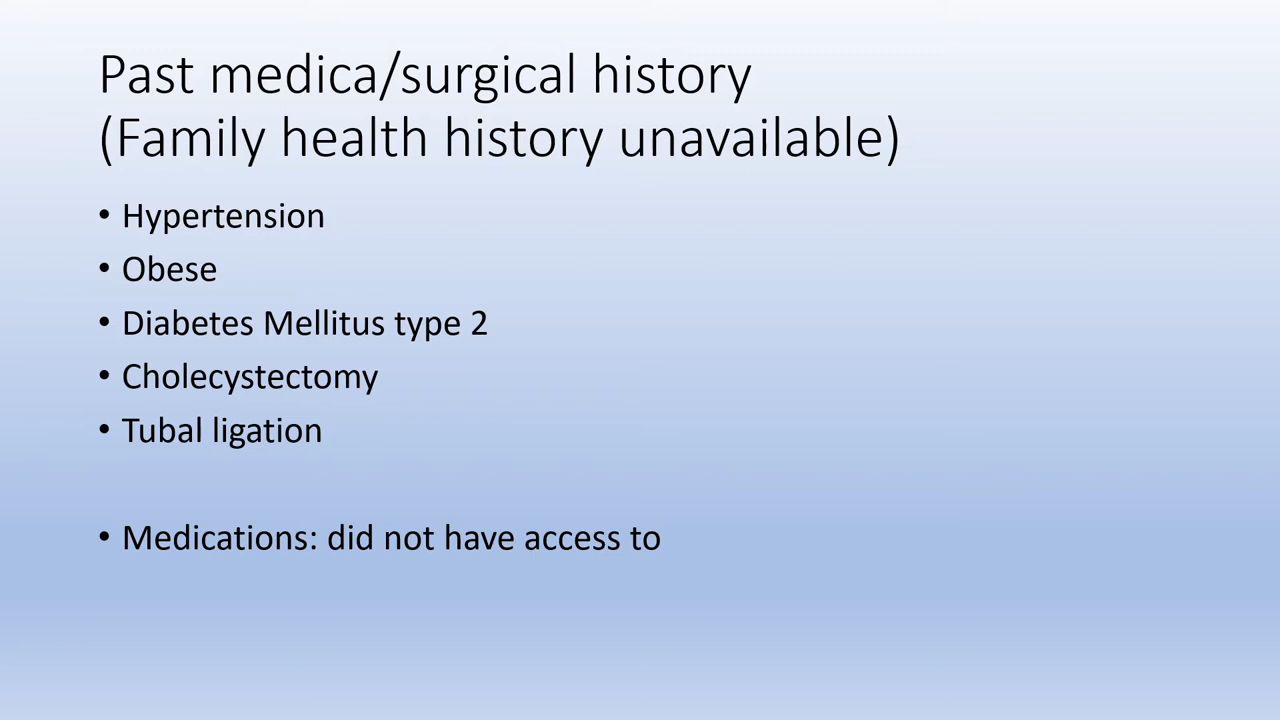 Past medica/surgical history
(Family health history unavailable)
• Hypertension
• Obese
• Diabetes Mellitus type 2
• Cholecystectomy
• Tubal ligation
• Medications: did not have access to